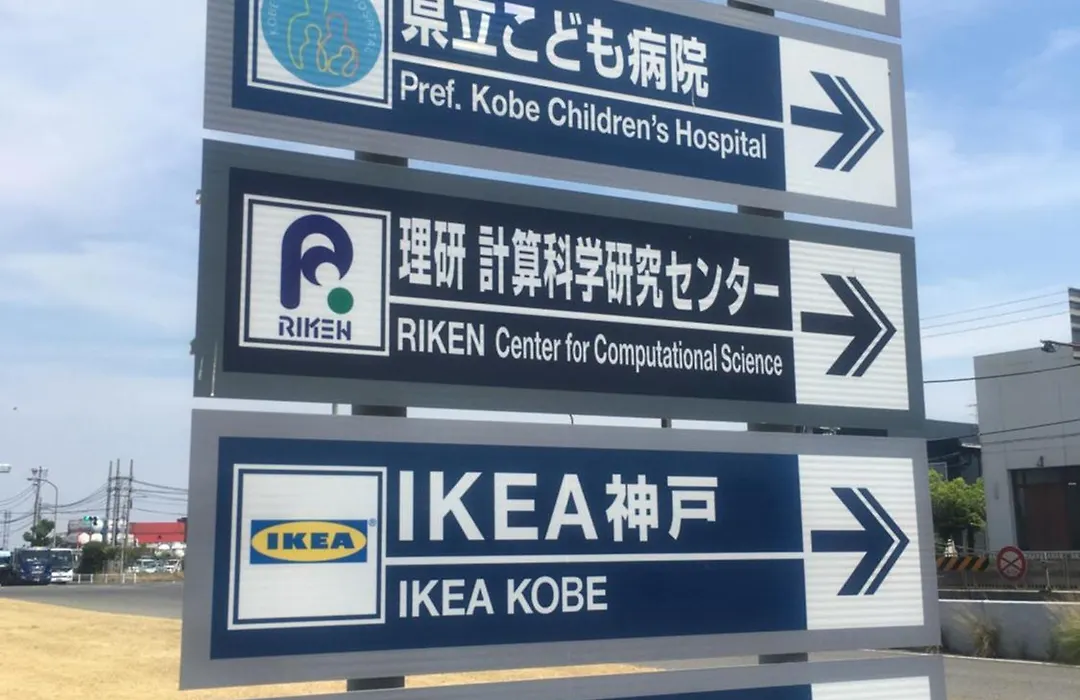 県立こども病院
Pref. Kobe Children's Hospital
RIKEN
理研 計算科学研究センター
RIKEN Center for Computational Science
IKEA
IKEA神戸
IKEA KOBE